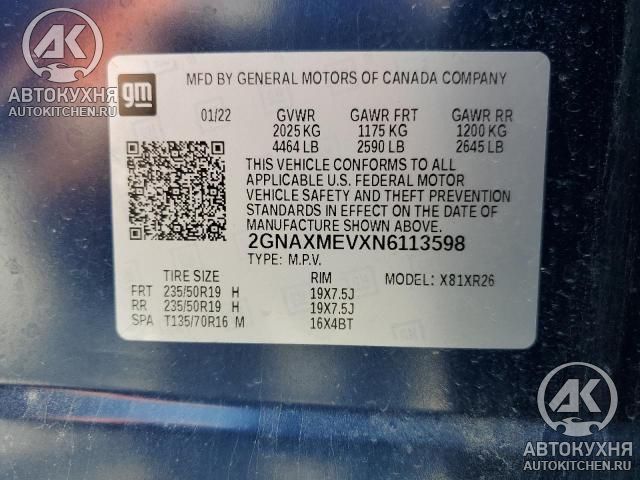 AK
АВТОКУХНЯ
AUTOKITCHEN.RU
gm
MFD BY GENERAL MOTORS OF CANADA COMPANY
01/22 GVWR GAWR FRT GAWR RR
2025 KG 1175 KG 1200 KG
4464 LB 2590 LB 2645 LB
THIS VEHICLE CONFORMS TO ALL
APPLICABLE U.S. FEDERAL MOTOR
VEHICLE SAFETY AND THEFT PREVENTION
STANDARDS IN EFFECT ON THE DATE OF
MANUFACTURE SHOWN ABOVE.
2GNAXMEVXN6113598
TYPE: M.P.V.
TIRE SIZE RIM MODEL: X81XR26
FRT 235/50R19 H 19X7.5J
RR 235/50R19 H 19X7.5J
SPA T135/70R16 M 16X4BT
AK
АВТОКУХНЯ
AUTOKITCHEN.RU